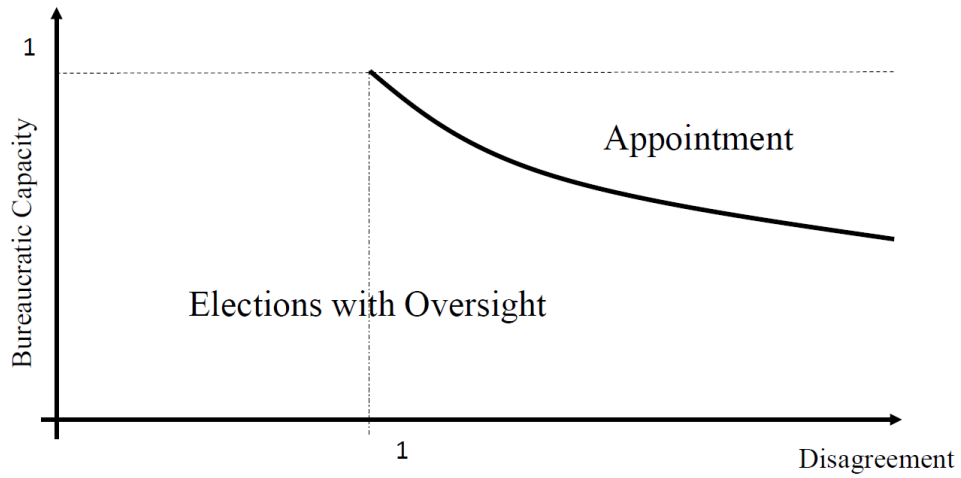 1
Bureaucratic Capacity
Appointment
Elections with Oversight
1
Disagreement